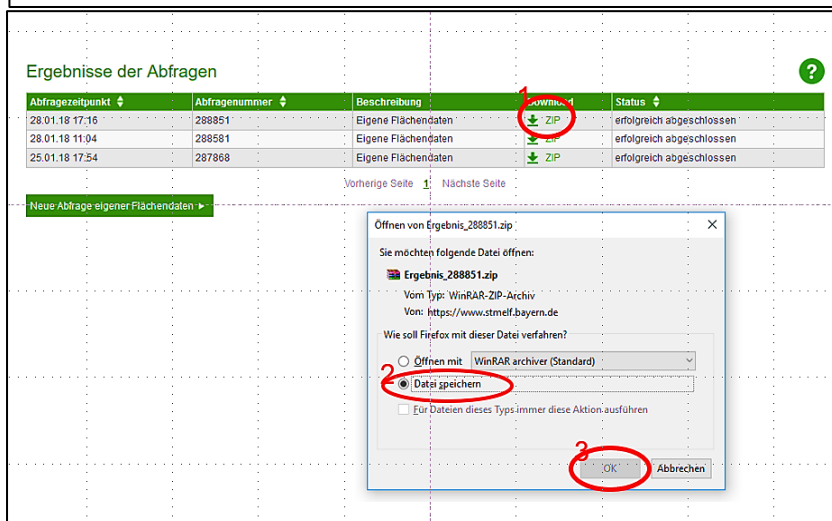 Ergebnisse der Abfragen
?
Abfragezeitpunkt Abfragenummer Beschreibung Download Status
1
28.01.18 17:16 288851 Eigene Flächendaten ZIP erfolgreich abgeschlossen
28.01.18 11:04 288581 Eigene Flächendaten ZIP erfolgreich abgeschlossen
25.01.18 17:54 287868 Eigene Flächendaten ZIP erfolgreich abgeschlossen
Vorherige Seite 1 Nächste Seite
Neue Abfrage eigener Flächendaten
Öffnen von Ergebnis_288851.zip
Sie möchten folgende Datei öffnen:
Ergebnis_288851.zip
Vom Typ: WinRAR-ZIP-Archiv
Von: https://www.stmelf.bayern.de
Wie soll Firefox mit dieser Datei verfahren?
Öffnen mit WinRAR archiver (Standard)
2 Datei speichern
Für Dateien dieses Typs immer diese Aktion ausführen
3
OK Abbrechen